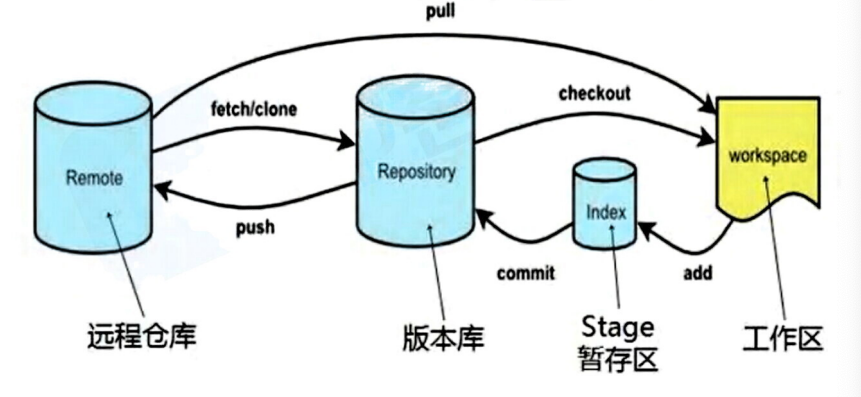 pull
fetch/clone
checkout
Remote
Repository
workspace
Index
push
commit
add
远程仓库
版本库
Stage
暂存区
工作区